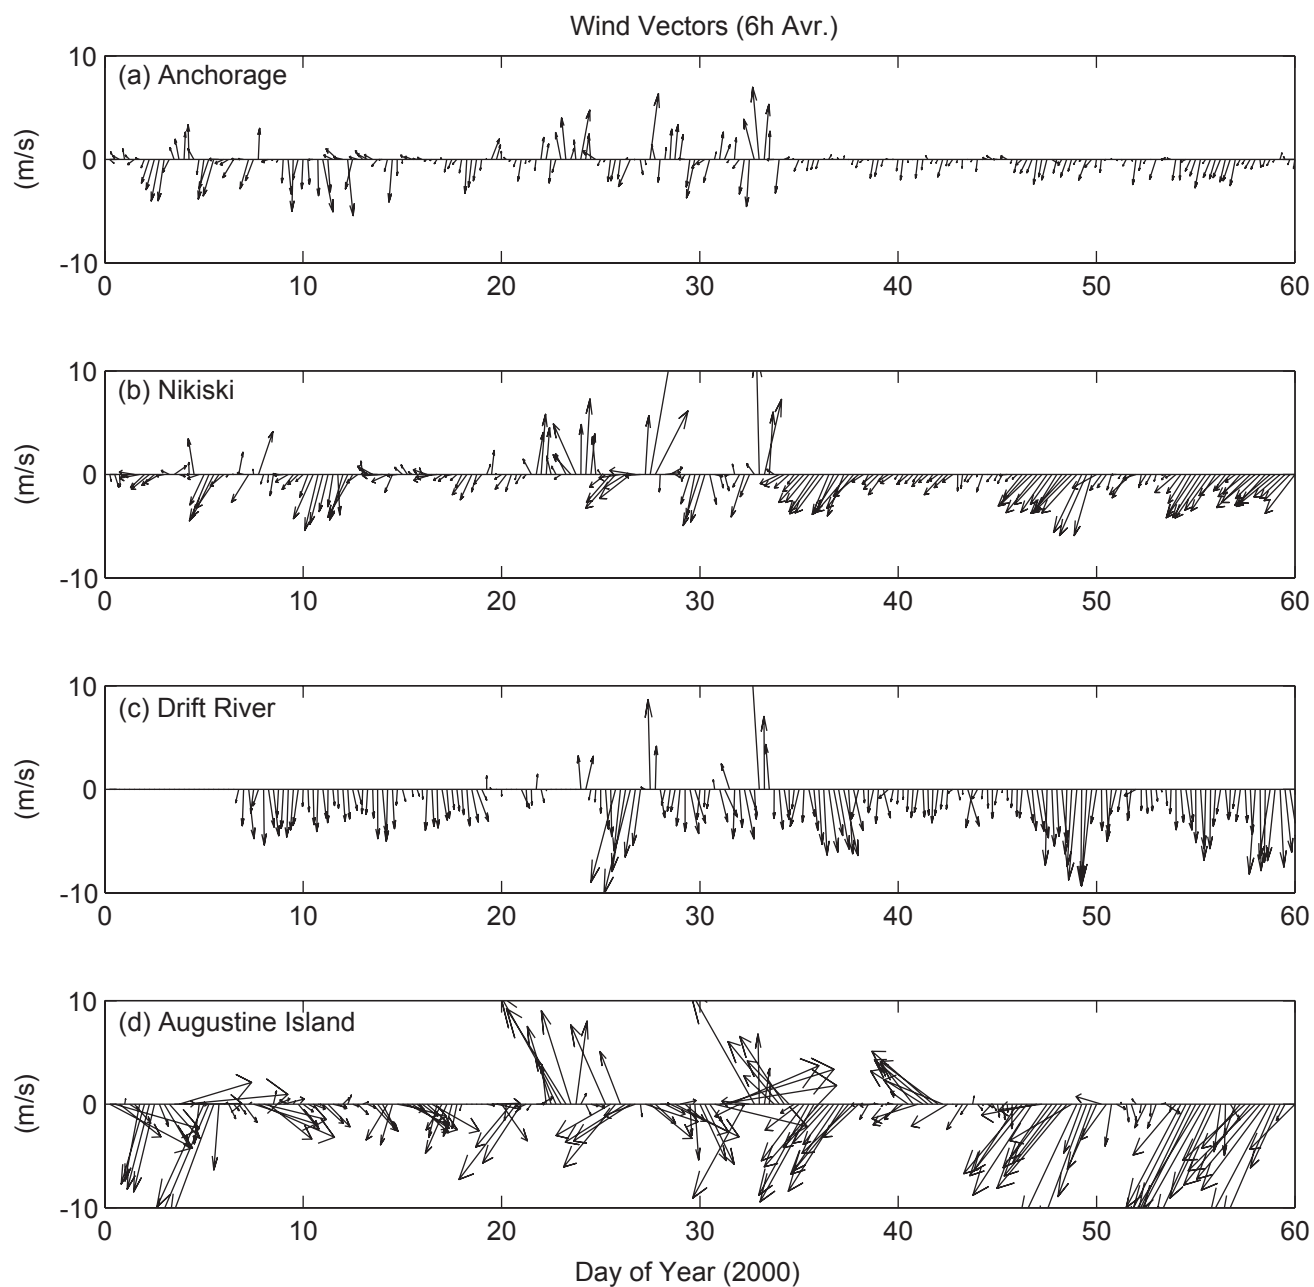 Wind Vectors (6h Avr.)
10
(a) Anchorage
0
(m/s)
-10
0 10 20 30 40 50 60
10
(b) Nikiski
0
(m/s)
-10
0 10 20 30 40 50 60
10
(c) Drift River
0
(m/s)
-10
0 10 20 30 40 50 60
10
(d) Augustine Island
0
(m/s)
-10
0 10 20 30 40 50 60
Day of Year (2000)